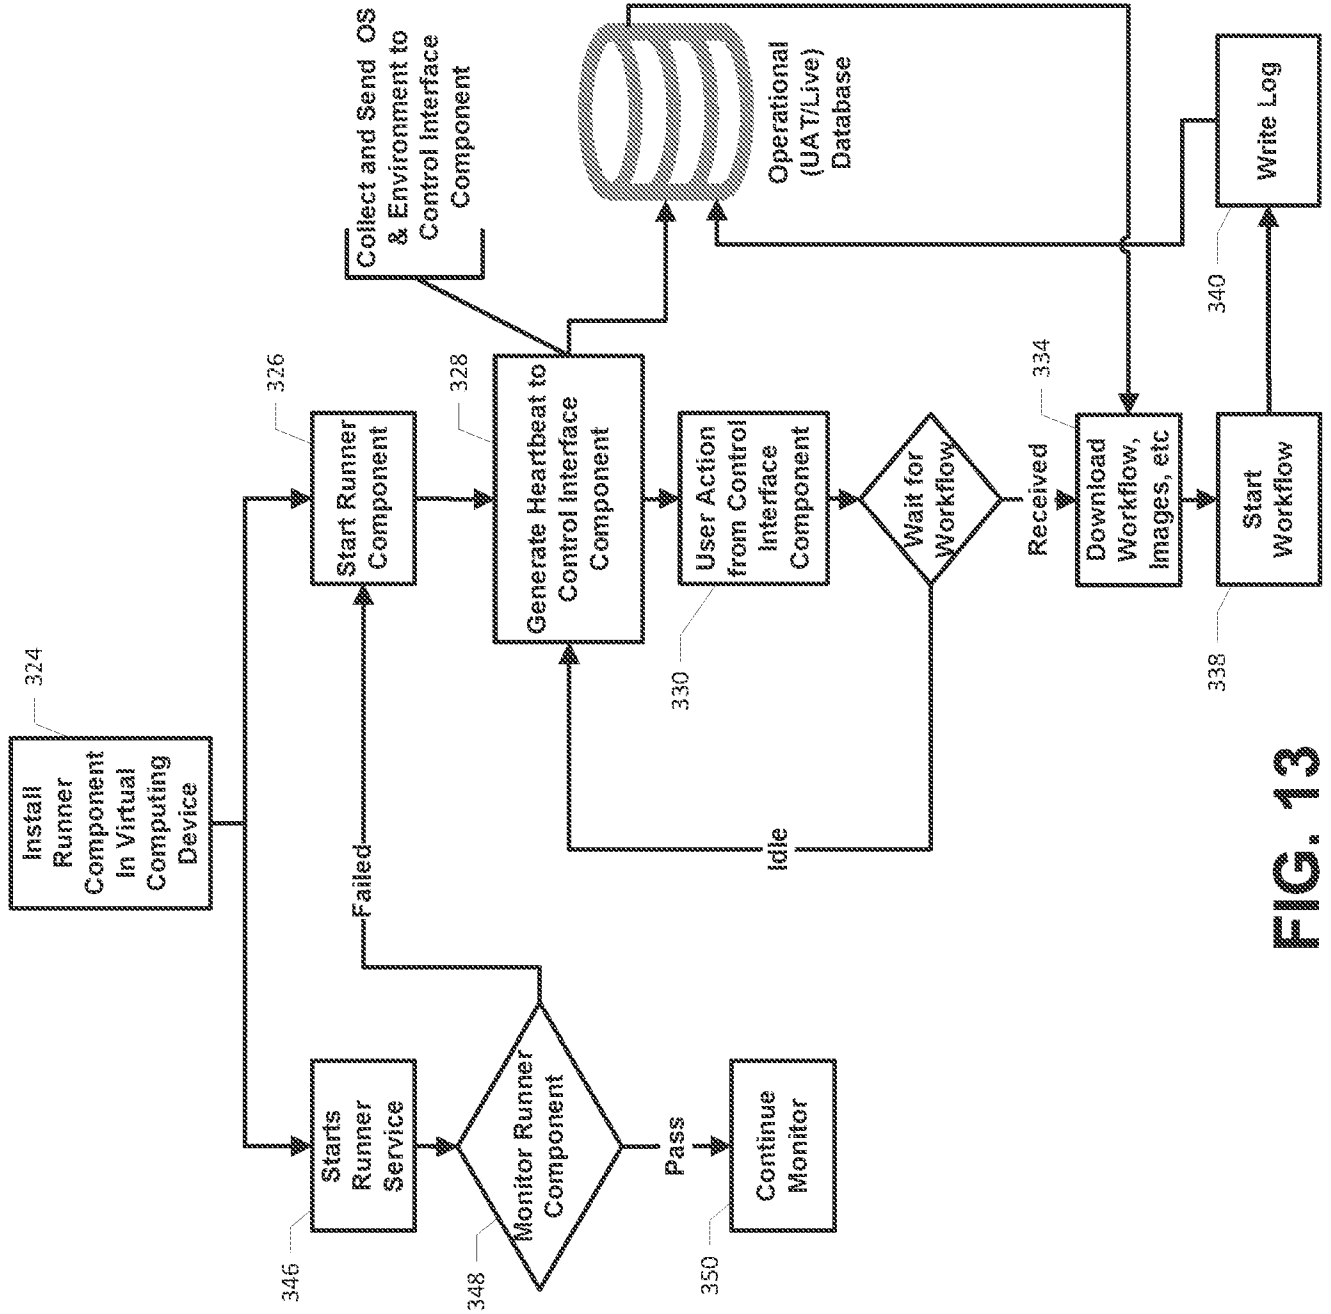 324
Install
Runner
Component
In Virtual
Computing
Device
346
Starts
Runner
Service
348
Monitor Runner
Component
Failed
Pass
350
Continue
Monitor
326
Start Runner
Component
328
Generate Heartbeat to
Control Interface
Component
Collect and Send OS
& Environment to
Control Interface
Component
330
User Action
from Control
Interface
Component
Wait for
Workflow
Idle
Received
334
Download
Workflow,
Images, etc
338
Start
Workflow
340
Write Log
Operational
(UAT/Live)
Database
FIG. 13